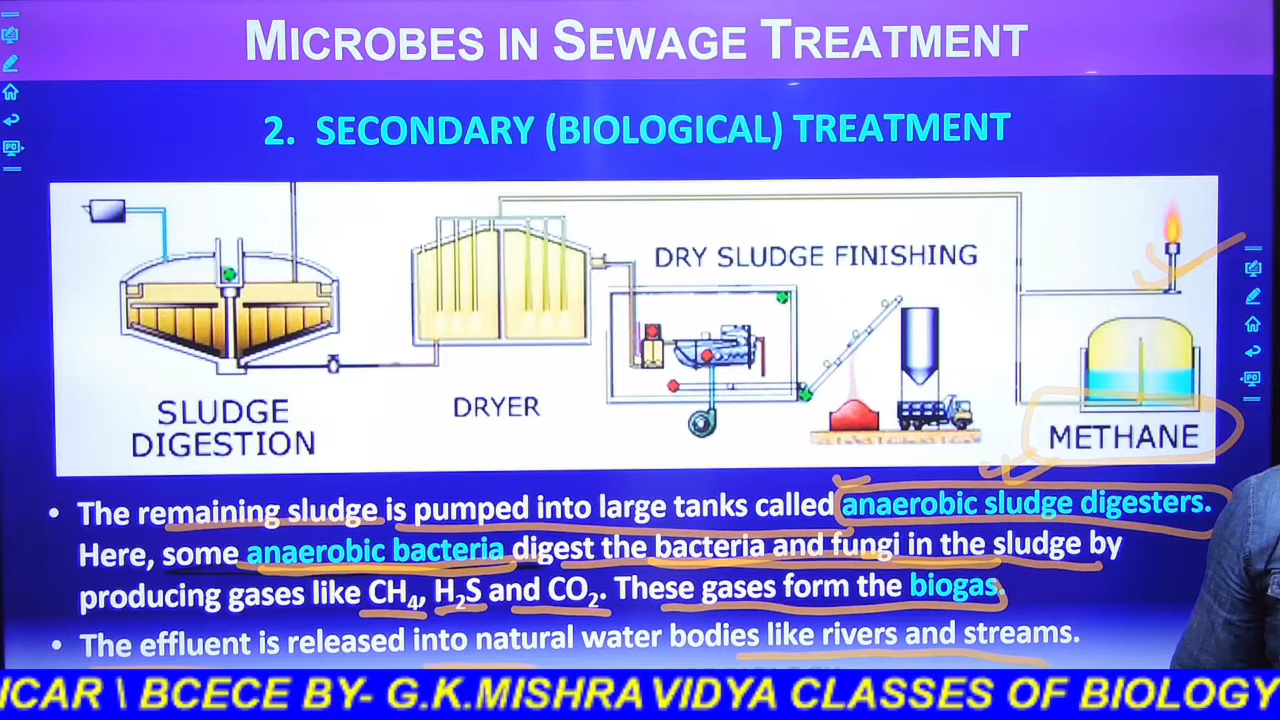 MICROBES IN SEWAGE TREATMENT
2. SECONDARY (BIOLOGICAL) TREATMENT
DRY SLUDGE FINISHING
SLUDGE
DIGESTION
DRYER
METHANE
• The remaining sludge is pumped into large tanks called anaerobic sludge digesters.
Here, some anaerobic bacteria digest the bacteria and fungi in the sludge by
producing gases like CH₄, H₂S and CO₂. These gases form the biogas.
• The effluent is released into natural water bodies like rivers and streams.
ICAR \ BCECE BY- G.K.MISHRA VIDYA CLASSES OF BIOLOGY
PC
PC